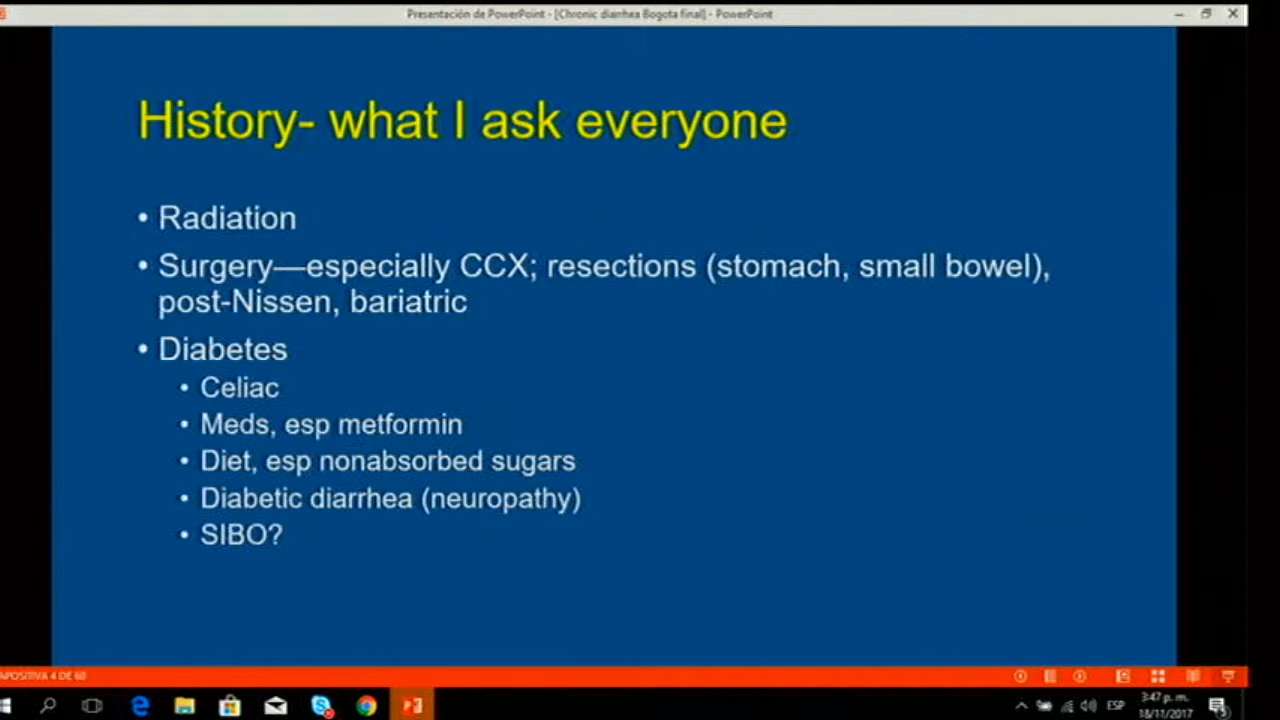 Presentación de PowerPoint - [Chronic diarrhea Bogota final] - PowerPoint
History- what I ask everyone
• Radiation
• Surgery—especially CCX; resections (stomach, small bowel),
post-Nissen, bariatric
• Diabetes
• Celiac
• Meds, esp metformin
• Diet, esp nonabsorbed sugars
• Diabetic diarrhea (neuropathy)
• SIBO?
APOSITIVA 4 DE 60
ESP
3:47 p. m.
18/11/2017